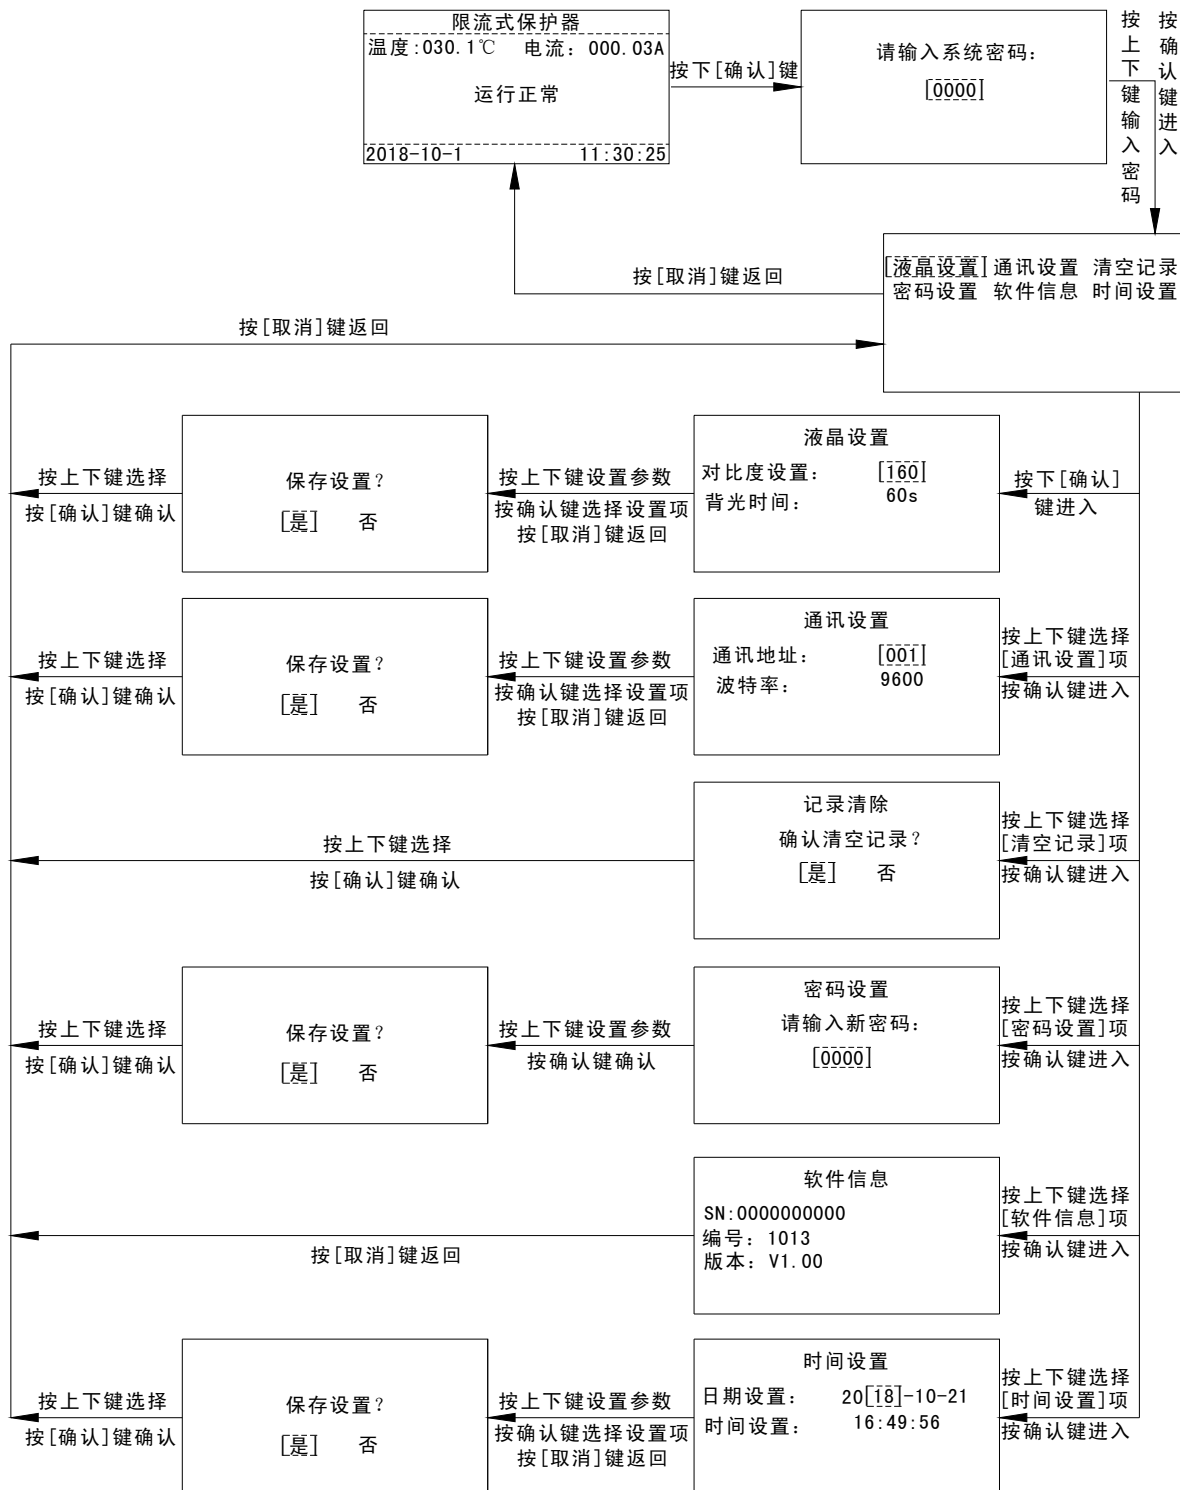 限流式保护器
温度:030.1℃ 电流: 000.03A
运行正常
2018-10-1 11:30:25
按下[确认]键
请输入系统密码:
[0000]
按上下键输入密码
按确认键进入
[液晶设置] 通讯设置 清空记录
密码设置 软件信息 时间设置
按[取消]键返回
按[取消]键返回
液晶设置
对比度设置: [160]
背光时间: 60s
按下[确认]
键进入
按上下键设置参数
按确认键选择设置项
按[取消]键返回
保存设置?
[是] 否
按上下键选择
按[确认]键确认
通讯设置
通讯地址: [001]
波特率: 9600
按上下键选择
[通讯设置]项
按确认键进入
按上下键设置参数
按确认键选择设置项
按[取消]键返回
保存设置?
[是] 否
按上下键选择
按[确认]键确认
记录清除
确认清空记录?
[是] 否
按上下键选择
[清空记录]项
按确认键进入
按上下键选择
按[确认]键确认
密码设置
请输入新密码:
[0000]
按上下键选择
[密码设置]项
按确认键进入
按上下键设置参数
按确认键确认
保存设置?
[是] 否
按上下键选择
按[确认]键确认
软件信息
SN:0000000000
编号: 1013
版本: V1.00
按上下键选择
[软件信息]项
按确认键进入
按[取消]键返回
时间设置
日期设置: 20[18]-10-21
时间设置: 16:49:56
按上下键选择
[时间设置]项
按确认键进入
按上下键设置参数
按确认键选择设置项
按[取消]键返回
保存设置?
[是] 否
按上下键选择
按[确认]键确认